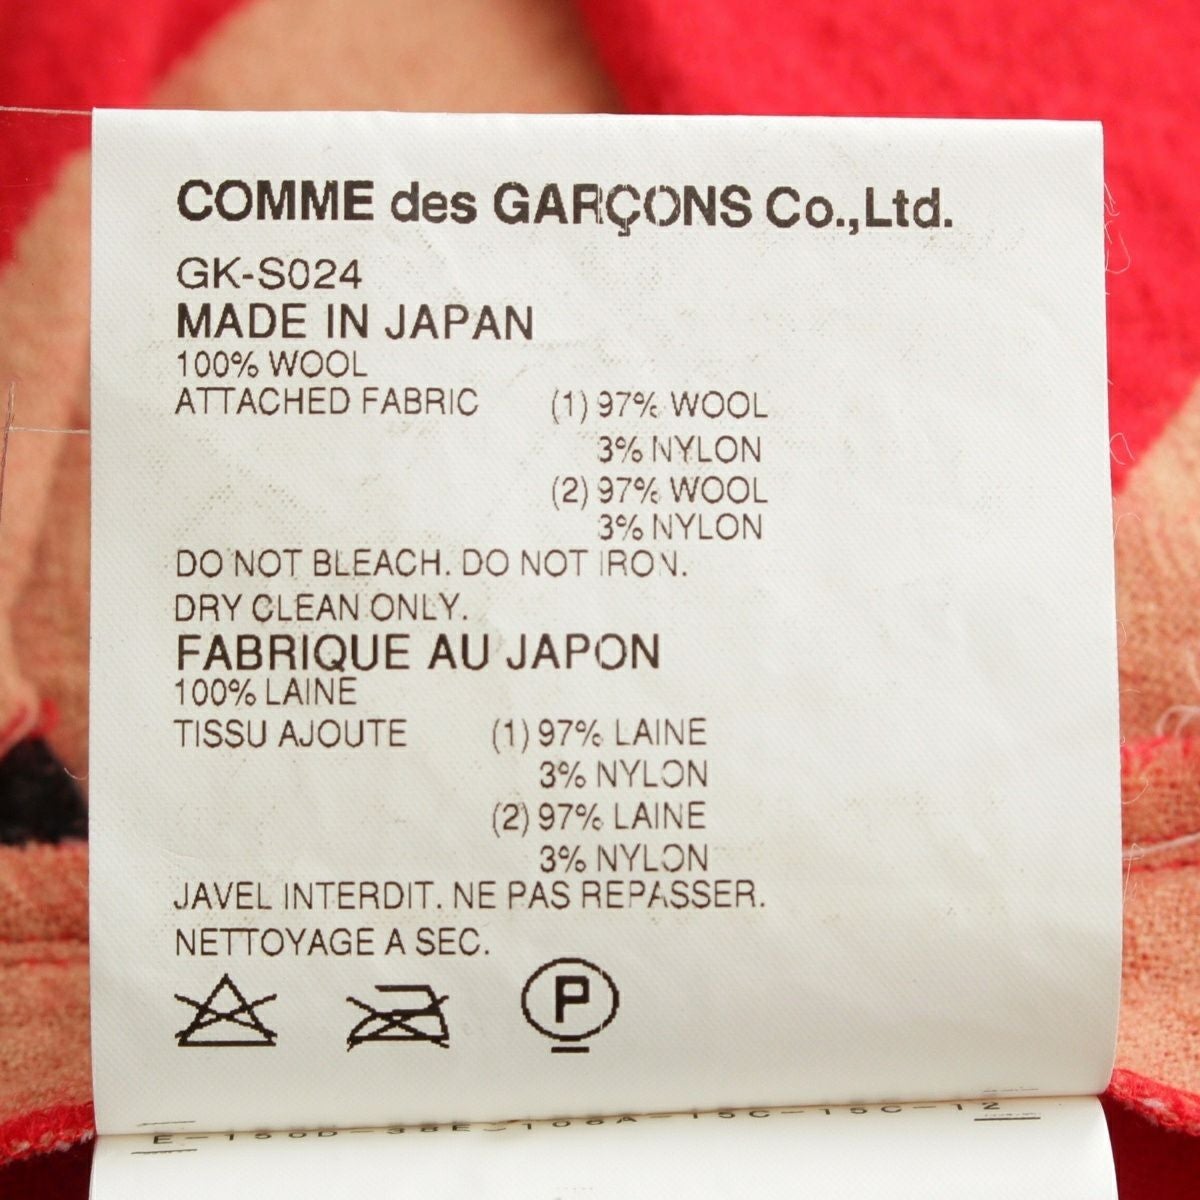 COMME des GARÇONS Co.,Ltd.
GK-S024
MADE IN JAPAN
100% WOOL
ATTACHED FABRIC (1) 97% WOOL
3% NYLON
(2) 97% WOOL
3% NYLON
DO NOT BLEACH. DO NOT IRON.
DRY CLEAN ONLY.
FABRIQUE AU JAPON
100% LAINE
TISSU AJOUTE (1) 97% LAINE
3% NYLON
(2) 97% LAINE
3% NYLON
JAVEL INTERDIT. NE PAS REPASSER.
NETTOYAGE A SEC.
P